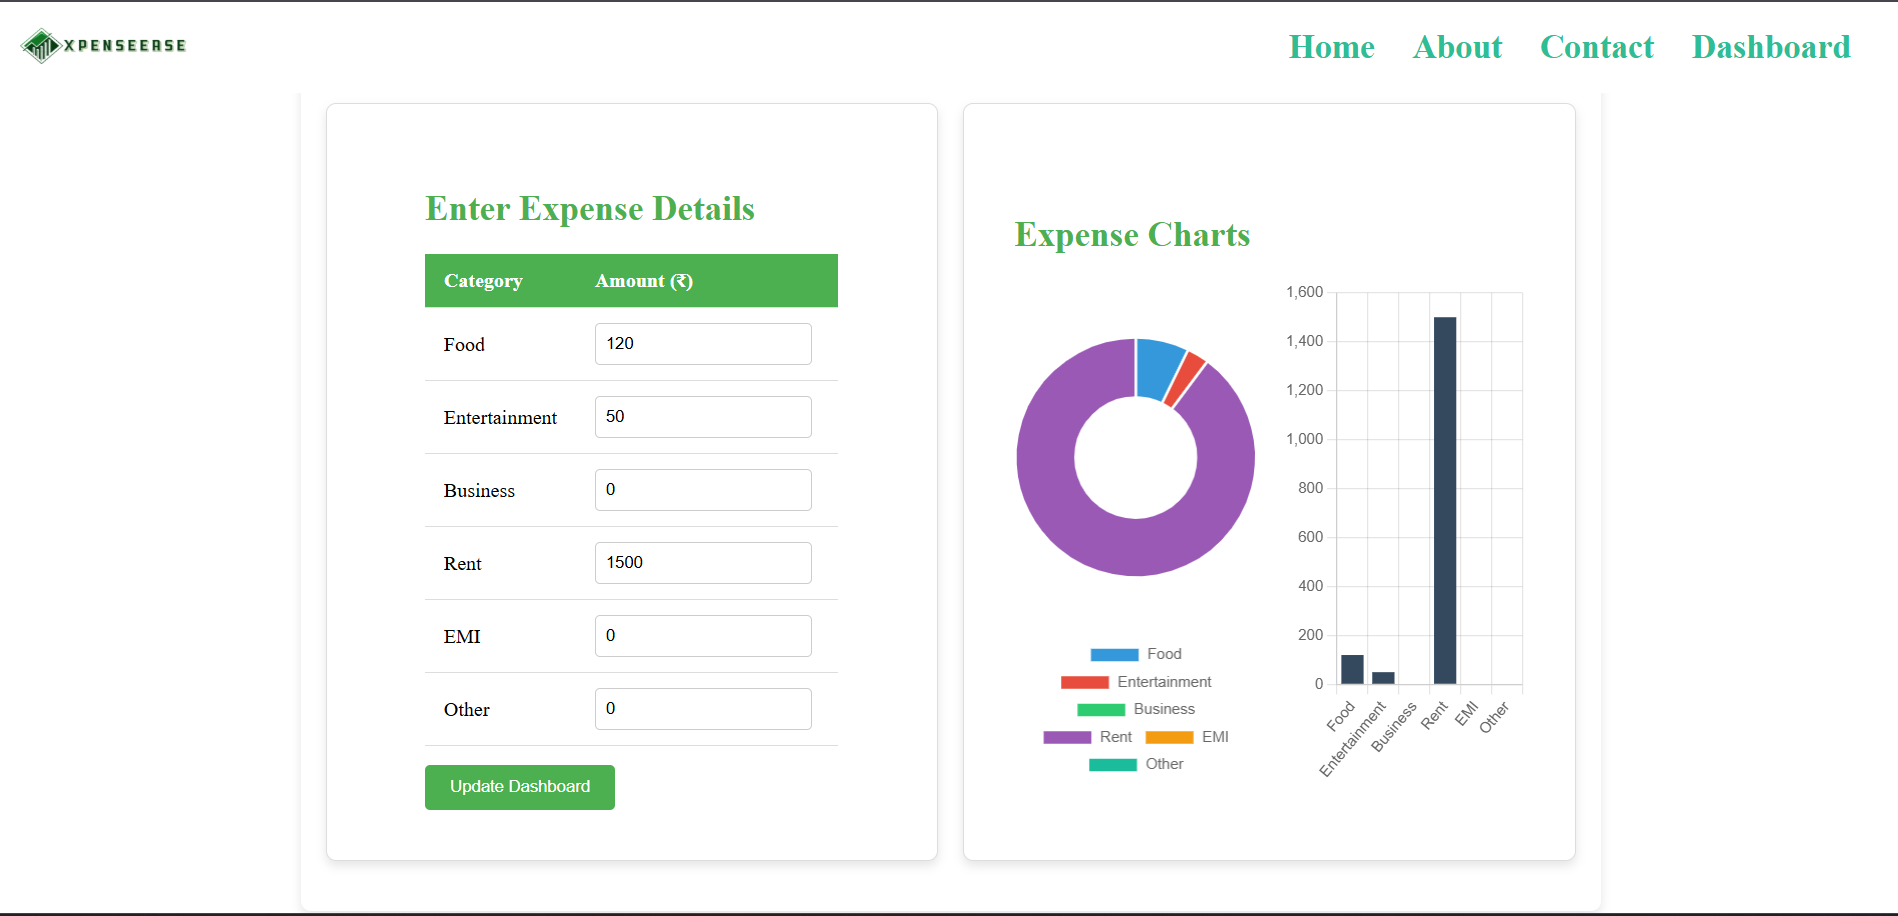 XPENSEEASE
Home About Contact Dashboard
Enter Expense Details
Category Amount (₹)
Food 120
Entertainment 50
Business 0
Rent 1500
EMI 0
Other 0
Update Dashboard
Expense Charts
Food
Entertainment
Business
Rent EMI
Other
1,600
1,400
1,200
1,000
800
600
400
200
0
Food
Entertainment
Business
Rent
EMI
Other